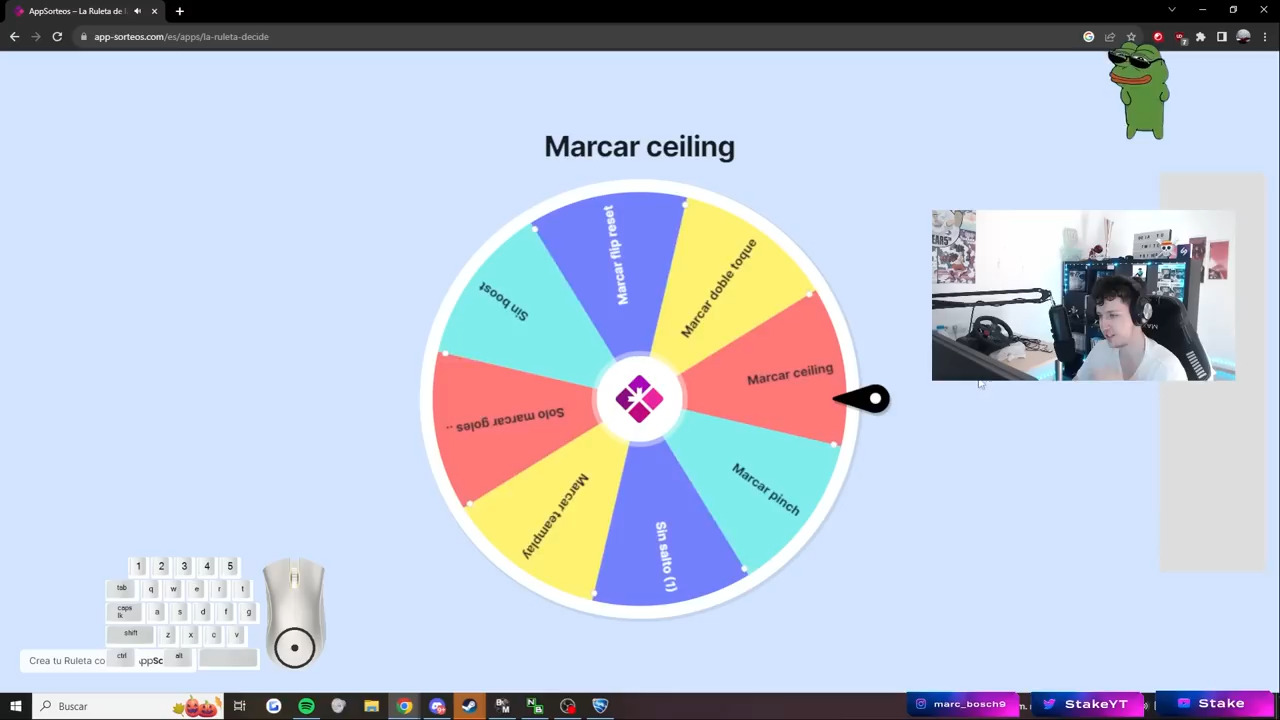 AppSorteos – La Ruleta de
app-sorteos.com/es/apps/la-ruleta-decide
Marcar ceiling
Marcar flip reset
Marcar doble toque
Sin boost
Marcar ceiling
Solo marcar goles ..
Marcar pinch
Marcar teamplay
Sin salto (1)
1 2 3 4 5
tab q w e r t
caps lk a s d f g
shift z x c v
ctrl alt
Crea tu Ruleta co
Buscar
marc_bosch9
StakeYT
Stake